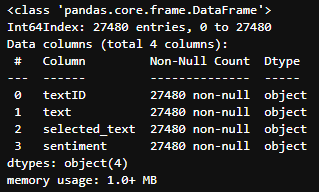 <class 'pandas.core.frame.DataFrame'>
Int64Index: 27480 entries, 0 to 27480
Data columns (total 4 columns):
 #   Column         Non-Null Count  Dtype
---  ------         --------------  -----
 0   textID         27480 non-null  object
 1   text           27480 non-null  object
 2   selected_text  27480 non-null  object
 3   sentiment      27480 non-null  object
dtypes: object(4)
memory usage: 1.0+ MB